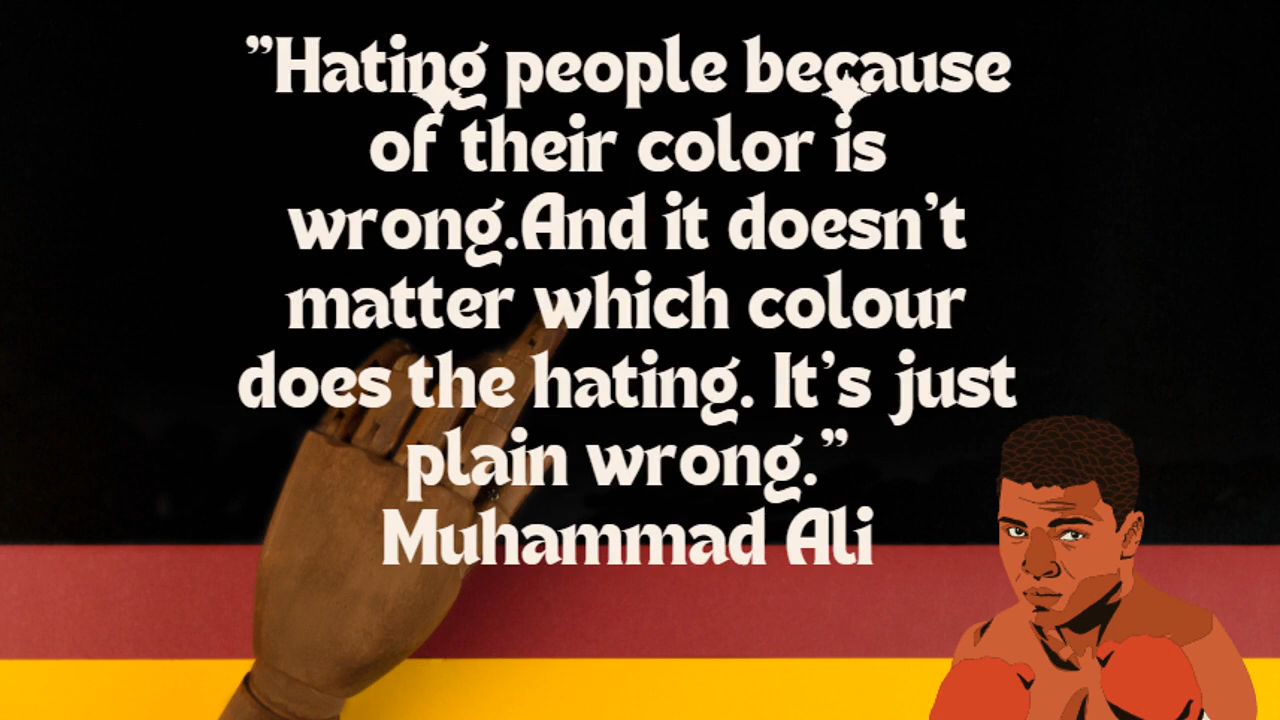 ”Hating people because
of their color is
wrong.And it doesn’t
matter which colour
does the hating. It’s just
plain wrong.”
Muhammad Ali